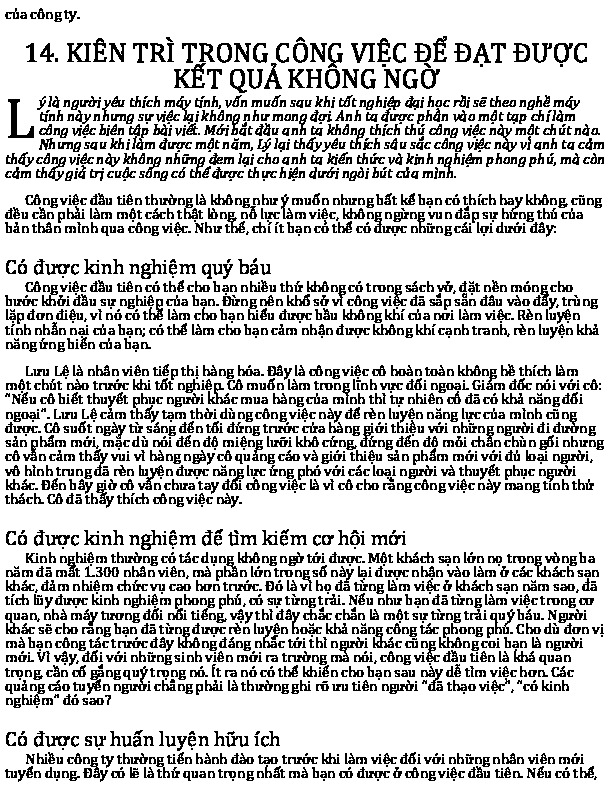 của công ty.
14. KIÊN TRÌ TRONG CÔNG VIỆC ĐỂ ĐẠT ĐƯỢC
KẾT QUẢ KHÔNG NGỜ
Lý là người yêu thích máy tính, vốn muốn sau khi tốt nghiệp đại học rồi sẽ theo nghề máy
tính này nhưng sự việc lại không như mong đợi. Anh ta được phân vào một tạp chí làm
công việc biên tập bài viết. Mới bắt đầu anh ta không thích thú công việc này một chút nào.
Nhưng sau khi làm được một năm, Lý lại thấy thích sâu sắc công việc này vì anh ta cảm
thấy công việc này không những đem lại cho anh ta kiến thức và kinh nghiệm phong phú, mà còn
cảm thấy giá trị cuộc sống có thể được thực hiện dưới ngòi bút của mình.
Công việc đầu tiên thường là không như ý muốn nhưng bất kể bạn có thích hay không, cũng
đều cần phải làm một cách thật lòng, nỗ lực làm việc, không ngừng vun đắp sự hứng thú của
bản thân mình qua công việc. Như thế, chí ít bạn có thể có được những cái lợi dưới đây:
Có được kinh nghiệm quý báu
Công việc đầu tiên có thể cho bạn nhiều thứ không có trong sách vở, đặt nền móng cho
bước khởi đầu sự nghiệp của bạn. Đừng nên khổ sở vì công việc đã sắp sẵn đâu vào đấy, trùng
lặp đơn điệu, vì nó có thể làm cho bạn hiểu được bầu không khí của nơi làm việc. Rèn luyện
tính nhẫn nại của bạn; có thể làm cho bạn cảm nhận được không khí cạnh tranh, rèn luyện khả
năng ứng biến của bạn.
Lưu Lệ là nhân viên tiếp thị hàng hóa. Đây là công việc cô hoàn toàn không hề thích làm
một chút nào trước khi tốt nghiệp. Cô muốn làm trong lĩnh vực đối ngoại. Giám đốc nói với cô:
“Nếu cô biết thuyết phục người khác mua hàng của mình thì tự nhiên cô đã có khả năng đối
ngoại”. Lưu Lệ cảm thấy tạm thời dùng công việc này để rèn luyện năng lực của mình cũng
được. Cô suốt ngày từ sáng đến tối đứng trước cửa hàng giới thiệu với những người đi đường
sản phẩm mới, mặc dù nói đến độ miệng lưỡi khô cứng, đứng đến độ mỏi chân chùn gối nhưng
cô vẫn cảm thấy vui vì hàng ngày cô quảng cáo và giới thiệu sản phẩm mới với đủ loại người,
vô hình trung đã rèn luyện được năng lực ứng phó với các loại người và thuyết phục người
khác. Đến bây giờ cô vẫn chưa tay đổi công việc là vì cô cho rằng công việc này mang tính thử
thách. Cô đã thấy thích công việc này.
Có được kinh nghiệm để tìm kiếm cơ hội mới
Kinh nghiệm thường có tác dụng không ngờ tới được. Một khách sạn lớn nọ trong vòng ba
năm đã mất 1.300 nhân viên, mà phần lớn trong số này lại được nhận vào làm ở các khách sạn
khác, đảm nhiệm chức vụ cao hơn trước. Đó là vì họ đã từng làm việc ở khách sạn năm sao, đã
tích lũy được kinh nghiệm phong phú, có sự từng trải. Nếu như bạn đã từng làm việc trong cơ
quan, nhà máy tương đối nổi tiếng, vậy thì đây chắc chắn là một sự từng trải quý báu. Người
khác sẽ cho rằng bạn đã từng được rèn luyện hoặc khả năng công tác phong phú. Cho dù đơn vị
mà bạn công tác trước đây không đáng nhắc tới thì người khác cũng không coi bạn là người
mới. Vì vậy, đối với những sinh viên mới ra trường mà nói, công việc đầu tiên là khá quan
trọng, cần cố gắng quý trọng nó. Ít ra nó có thể khiến cho bạn sau này dễ tìm việc hơn. Các
quảng cáo tuyển người chẳng phải là thường ghi rõ ưu tiên người “đã thạo việc”, “có kinh
nghiệm” đó sao?
Có được sự huấn luyện hữu ích
Nhiều công ty thường tiến hành đào tạo trước khi làm việc đối với những nhân viên mới
tuyển dụng. Đây có lẽ là thứ quan trọng nhất mà bạn có được ở công việc đầu tiên. Nếu có thể,